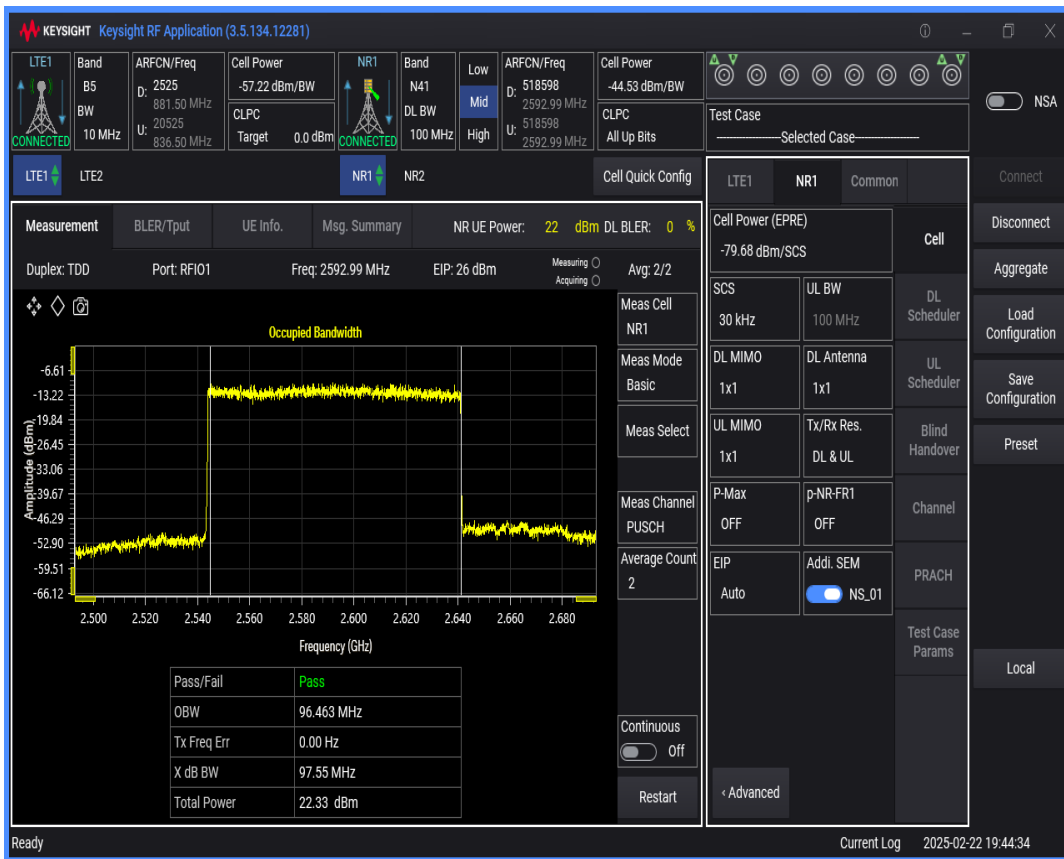 KEYSIGHT Keysight RF Application (3.5.134.12281)
LTE1
CONNECTED
Band
B5
BW
10 MHz
ARFCN/Freq
D: 2525
881.50 MHz
U: 20525
836.50 MHz
Cell Power
-57.22 dBm/BW
CLPC
Target 0.0 dBm
NR1
CONNECTED
Band
N41
DL BW
100 MHz
Low
Mid
High
ARFCN/Freq
D: 518598
2592.99 MHz
U: 518598
2592.99 MHz
Cell Power
-44.53 dBm/BW
CLPC
All Up Bits
Test Case
Selected Case
NSA
LTE1 LTE2 NR1 NR2 Cell Quick Config
Measurement BLER/Tput UE Info. Msg. Summary NR UE Power: 22 dBm DL BLER: 0 %
Duplex: TDD Port: RFIO1 Freq: 2592.99 MHz EIP: 26 dBm
Measuring
Acquiring
Avg: 2/2
Occupied Bandwidth
Amplitude (dBm)
-6.61
-13.22
-19.84
-26.45
-33.06
-39.67
-46.29
-52.90
-59.51
-66.12
2.500 2.520 2.540 2.560 2.580 2.600 2.620 2.640 2.660 2.680
Frequency (GHz)
Pass/Fail Pass
OBW 96.463 MHz
Tx Freq Err 0.00 Hz
X dB BW 97.55 MHz
Total Power 22.33 dBm
Meas Cell
NR1
Meas Mode
Basic
Meas Select
Meas Channel
PUSCH
Average Count
2
Continuous
Off
Restart
LTE1 NR1 Common
Cell Power (EPRE)
-79.68 dBm/SCS
SCS
30 kHz
UL BW
100 MHz
DL MIMO
1x1
DL Antenna
1x1
UL MIMO
1x1
Tx/Rx Res.
DL & UL
P-Max
OFF
p-NR-FR1
OFF
EIP
Auto
Addi. SEM
NS_01
‹ Advanced
Cell
DL
Scheduler
UL
Scheduler
Blind
Handover
Channel
PRACH
Test Case
Params
Connect
Disconnect
Aggregate
Load
Configuration
Save
Configuration
Preset
Local
Ready
Current Log 2025-02-22 19:44:34